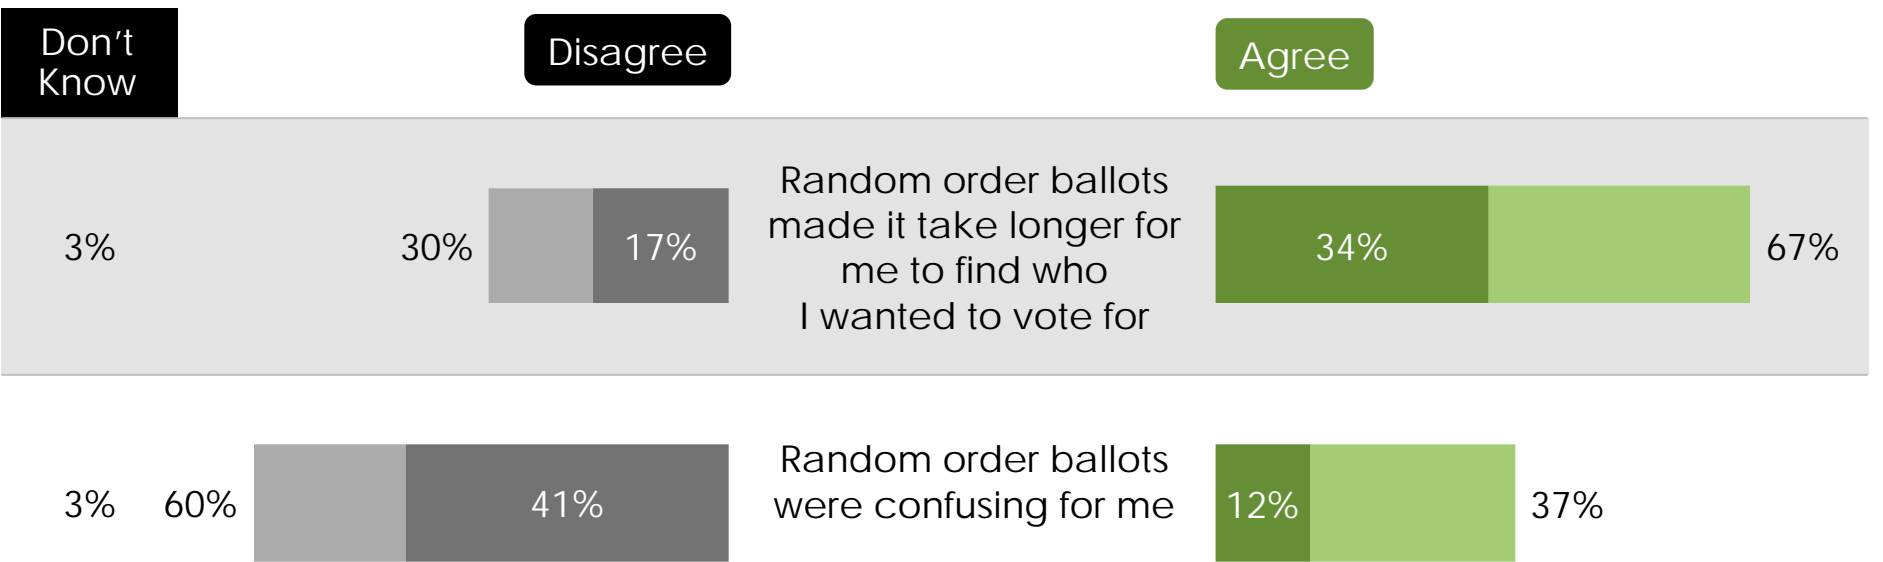 Don't
Know
Disagree
Agree
3%
30%
17%
Random order ballots
made it take longer for
me to find who
I wanted to vote for
34%
67%
3%
60%
41%
Random order ballots
were confusing for me
12%
37%